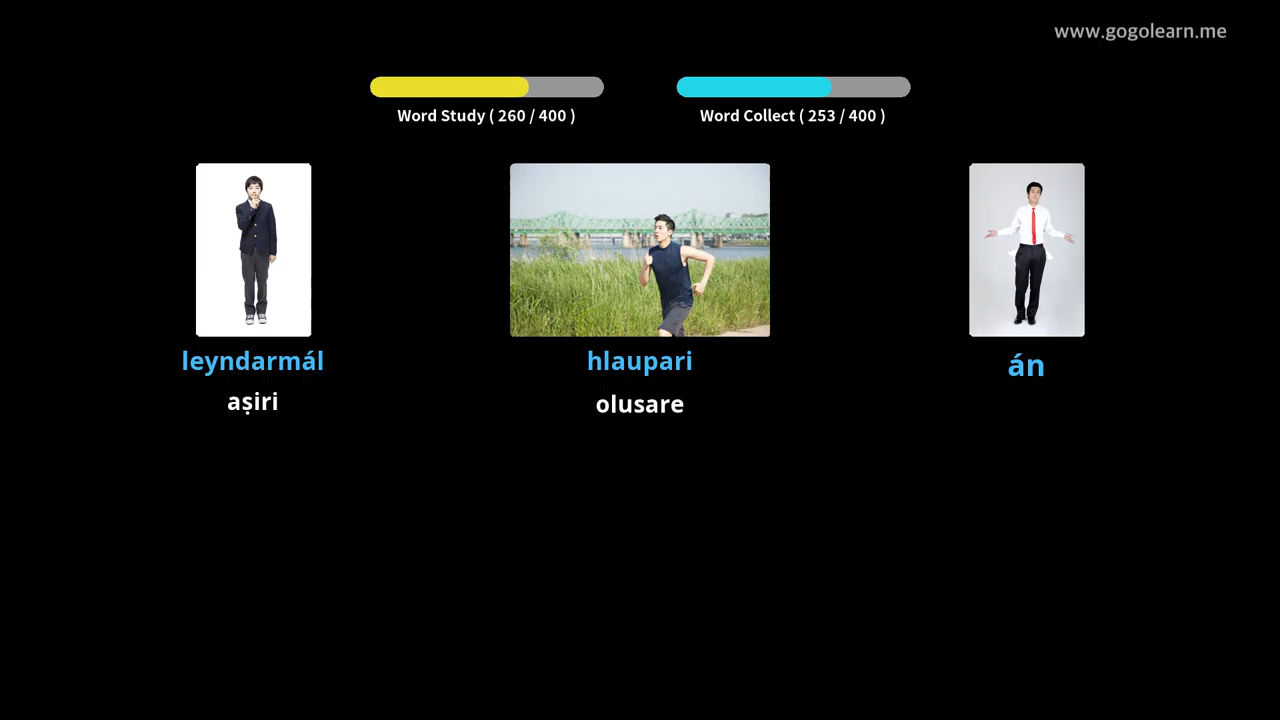 www.gogolearn.me
Word Study ( 260 / 400 )
Word Collect ( 253 / 400 )
leyndarmál
hlaupari
án
aṣiri
olusare